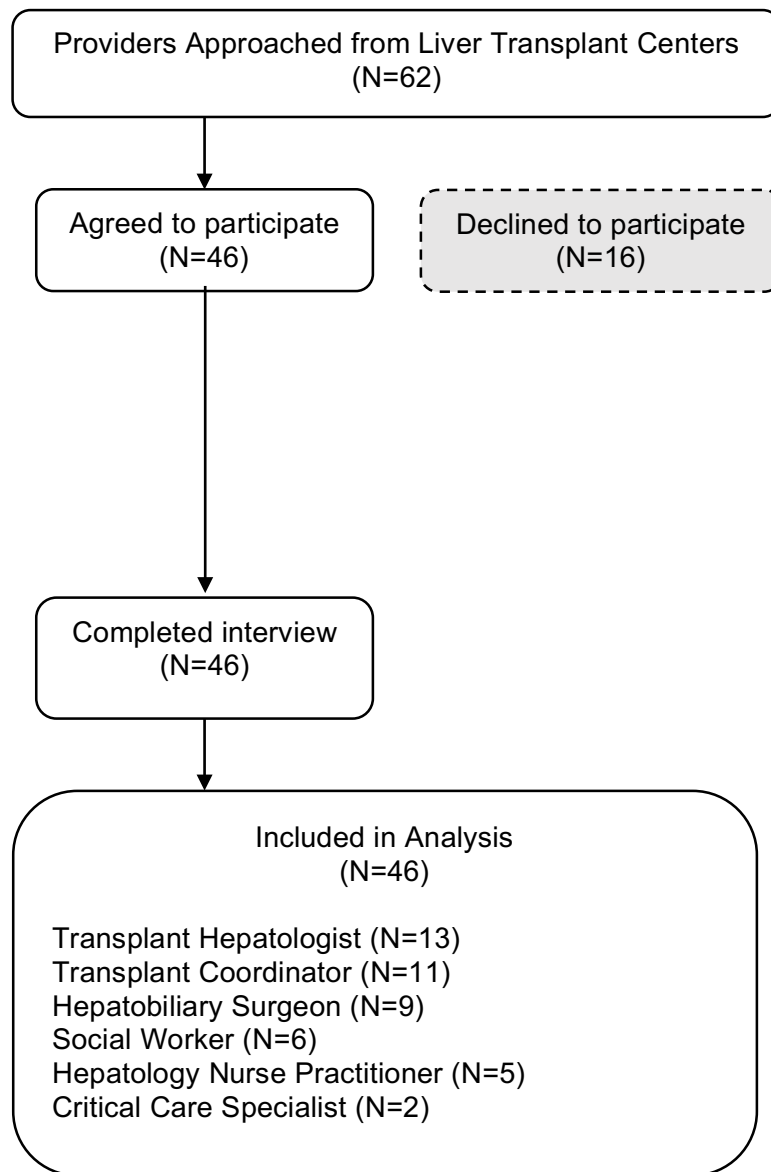 Providers Approached from Liver Transplant Centers
(N=62)
Agreed to participate
(N=46)
Declined to participate
(N=16)
Completed interview
(N=46)
Included in Analysis
(N=46)
Transplant Hepatologist (N=13)
Transplant Coordinator (N=11)
Hepatobiliary Surgeon (N=9)
Social Worker (N=6)
Hepatology Nurse Practitioner (N=5)
Critical Care Specialist (N=2)